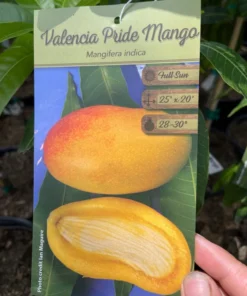 Valencia Pride Mango
Mangifera indica
Full Sun
25' x 20'
28-30°
Photo credit Ian Maguire